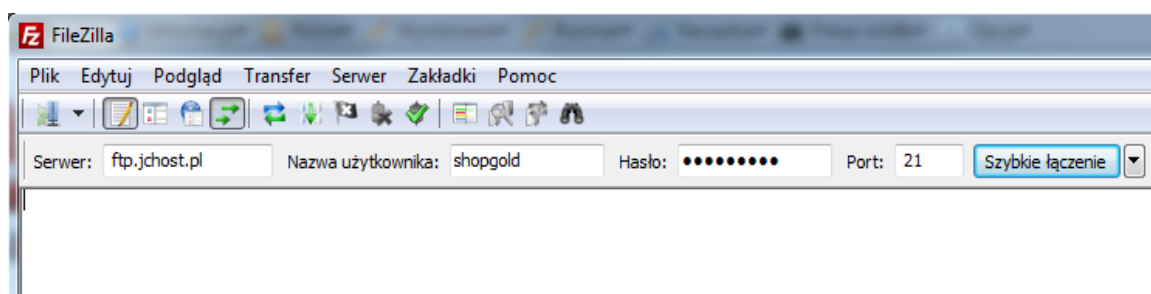 FileZilla
Plik Edytuj Podgląd Transfer Serwer Zakładki Pomoc
Serwer: ftp.jchost.pl Nazwa użytkownika: shopgold Hasło: ●●●●●●●●● Port: 21 Szybkie łączenie